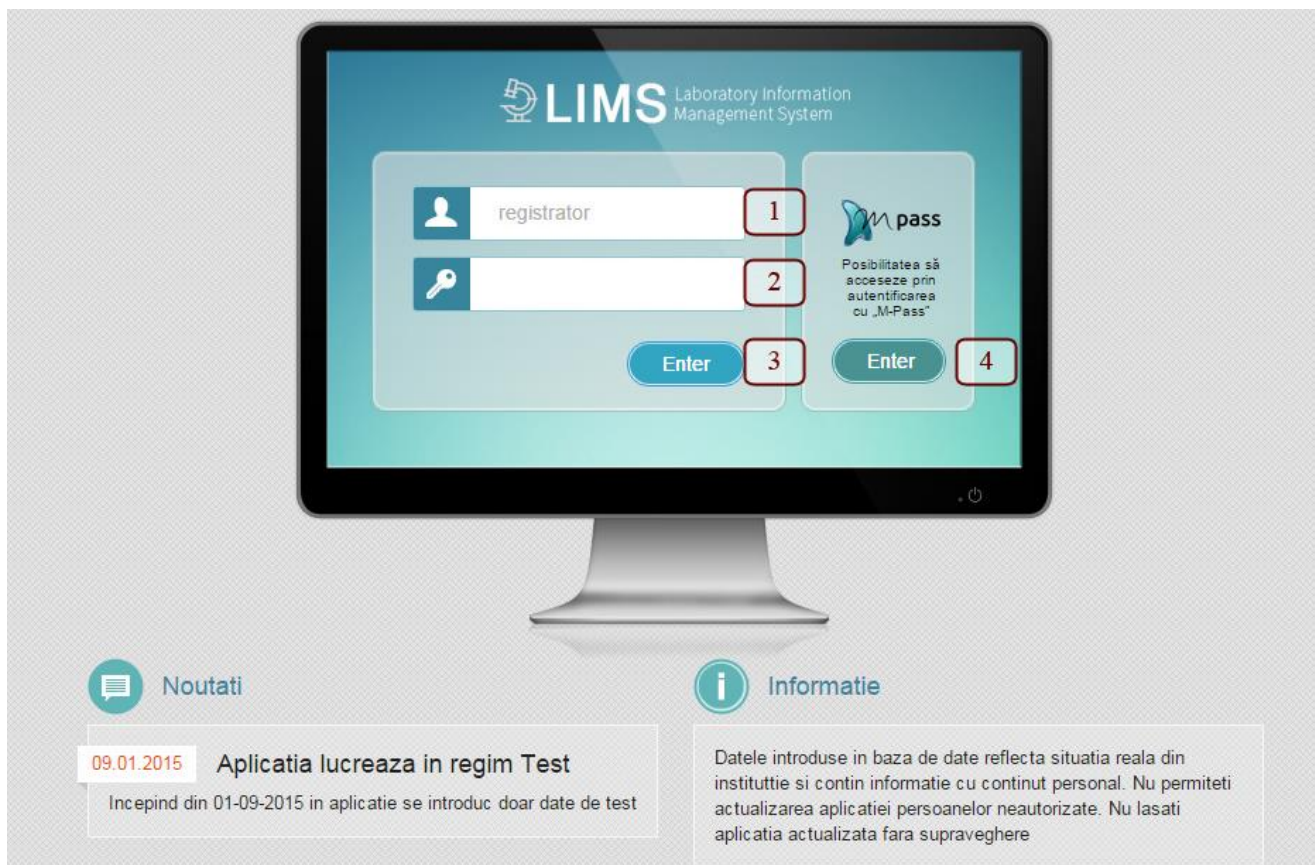 LIMS Laboratory Information
Management System
registrator
1
2
Enter
3
M pass
Posibilitatea să
acceseze prin
autentificarea
cu „M-Pass"
Enter
4
Noutati
09.01.2015 Aplicatia lucreaza in regim Test
Incepind din 01-09-2015 in aplicatie se introduc doar date de test
Informatie
Datele introduse in baza de date reflecta situatia reala din
instituttie si contin informatie cu continut personal. Nu permiteti
actualizarea aplicatiei persoanelor neautorizate. Nu lasati
aplicatia actualizata fara supraveghere